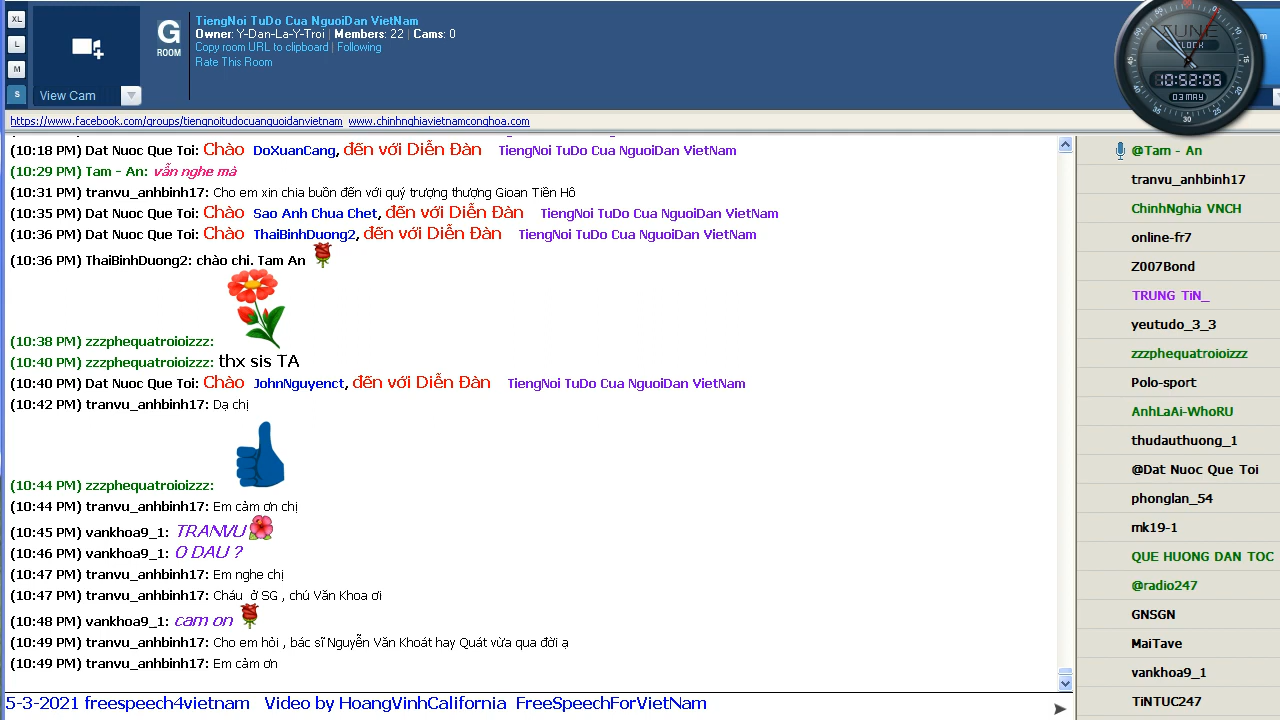 XL
L
M
S
View Cam
G
ROOM
TiengNoi TuDo Cua NguoiDan VietNam
Owner: Y-Dan-La-Y-Troi | Members: 22 | Cams: 0
Copy room URL to clipboard | Following
Rate This Room
TUNE
CLOCK
10:52:05
03 MAY
https://www.facebook.com/groups/tiengnoitudocuanguoidanvietnam www.chinhnghiavietnamconghoa.com
(10:18 PM) Dat Nuoc Que Toi: Chào DoXuanCang, đến với Diễn Đàn TiengNoi TuDo Cua NguoiDan VietNam
(10:29 PM) Tam - An: vẫn nghe mà
(10:31 PM) tranvu_anhbinh17: Cho em xin chia buồn đến với quý trượng thượng Gioan Tiền Hô
(10:35 PM) Dat Nuoc Que Toi: Chào Sao Anh Chua Chet, đến với Diễn Đàn TiengNoi TuDo Cua NguoiDan VietNam
(10:36 PM) Dat Nuoc Que Toi: Chào ThaiBinhDuong2, đến với Diễn Đàn TiengNoi TuDo Cua NguoiDan VietNam
(10:36 PM) ThaiBinhDuong2: chào chi. Tam An
(10:38 PM) zzzphequatroioizzz:
(10:40 PM) zzzphequatroioizzz: thx sis TA
(10:40 PM) Dat Nuoc Que Toi: Chào JohnNguyenct, đến với Diễn Đàn TiengNoi TuDo Cua NguoiDan VietNam
(10:42 PM) tranvu_anhbinh17: Dạ chị
(10:44 PM) zzzphequatroioizzz:
(10:44 PM) tranvu_anhbinh17: Em cảm ơn chị
(10:45 PM) vankhoa9_1: TRANVU
(10:46 PM) vankhoa9_1: O DAU ?
(10:47 PM) tranvu_anhbinh17: Em nghe chị
(10:47 PM) tranvu_anhbinh17: Cháu ở SG , chú Văn Khoa ơi
(10:48 PM) vankhoa9_1: cam on
(10:49 PM) tranvu_anhbinh17: Cho em hỏi , bác sĩ Nguyễn Văn Khoát hay Quát vừa qua đời ạ
(10:49 PM) tranvu_anhbinh17: Em cảm ơn
5-3-2021 freespeech4vietnam Video by HoangVinhCalifornia FreeSpeechForVietNam
@Tam - An
tranvu_anhbinh17
ChinhNghia VNCH
online-fr7
Z007Bond
TRUNG TiN_
yeutudo_3_3
zzzphequatroioizzz
Polo-sport
AnhLaAi-WhoRU
thudauthuong_1
@Dat Nuoc Que Toi
phonglan_54
mk19-1
QUE HUONG DAN TOC
@radio247
GNSGN
MaiTave
vankhoa9_1
TiNTUC247